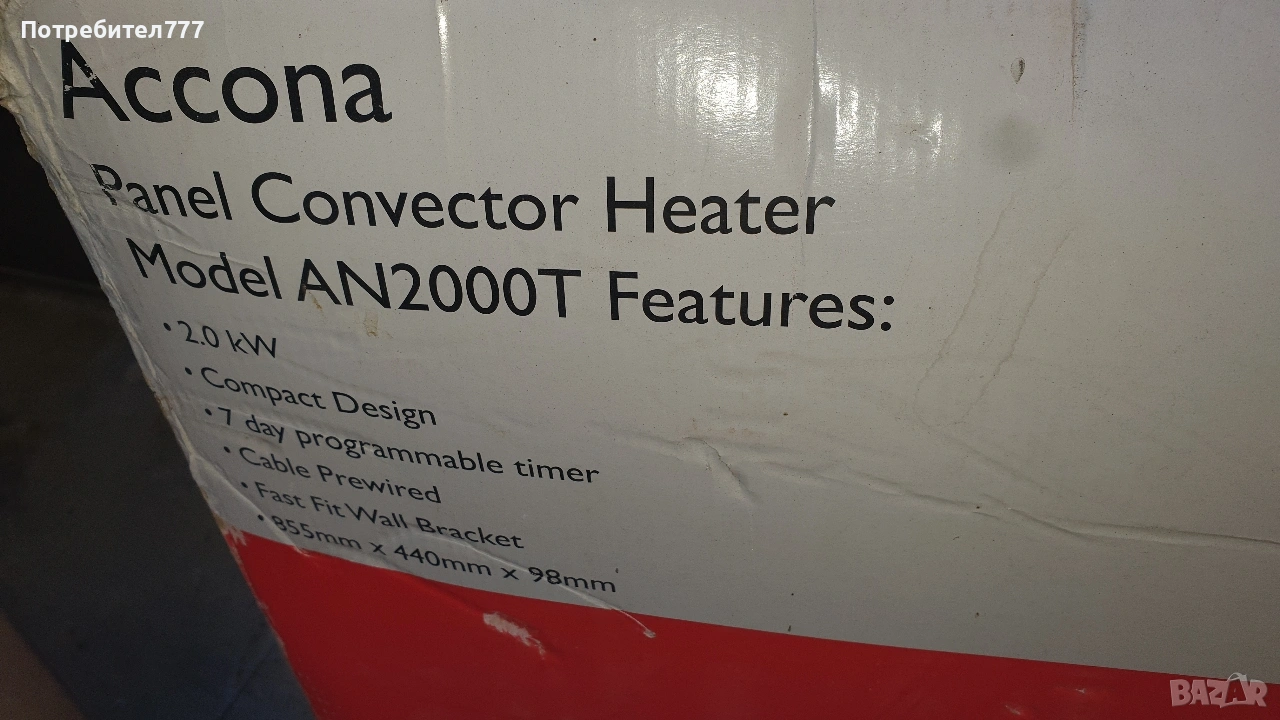 Потребител777
Accona
Panel Convector Heater
Model AN2000T Features:
• 2.0 kW
• Compact Design
• 7 day programmable timer
• Cable Prewired
• Fast Fit Wall Bracket
• 855mm x 440mm x 98mm
BAZAR